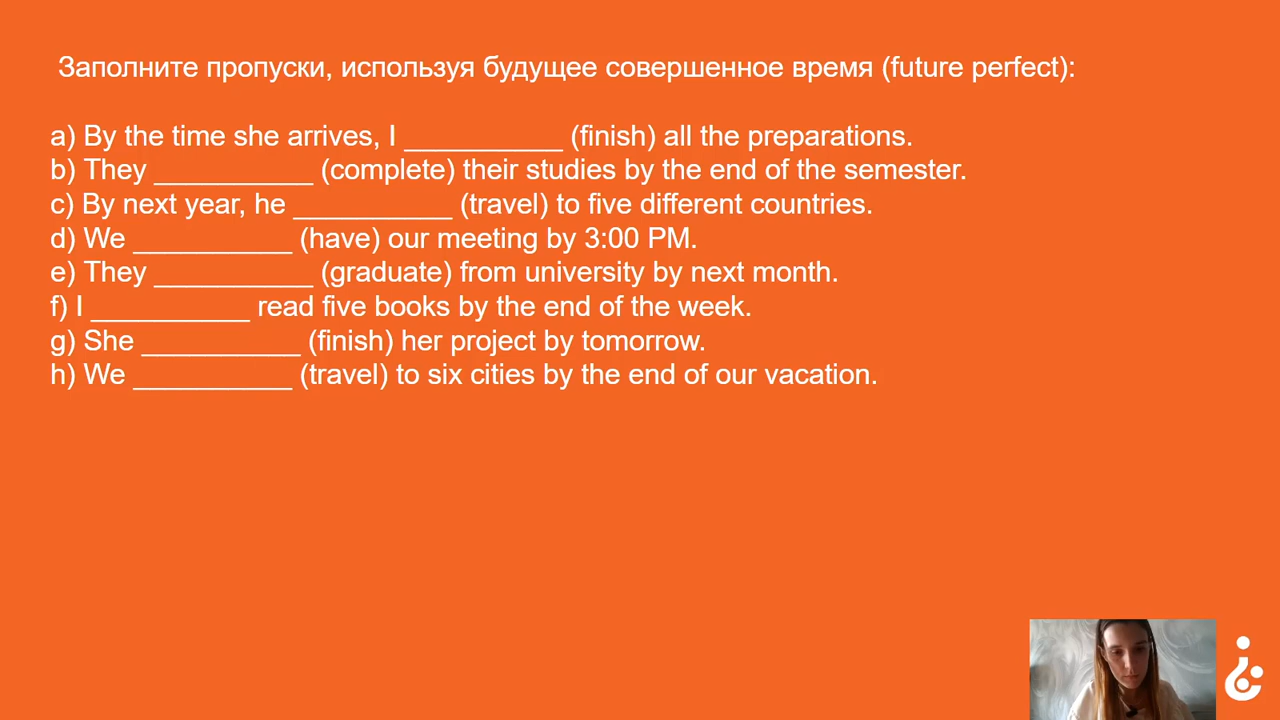 Заполните пропуски, используя будущее совершенное время (future perfect):
a) By the time she arrives, I __________ (finish) all the preparations.
b) They __________ (complete) their studies by the end of the semester.
c) By next year, he __________ (travel) to five different countries.
d) We __________ (have) our meeting by 3:00 PM.
e) They __________ (graduate) from university by next month.
f) I __________ read five books by the end of the week.
g) She __________ (finish) her project by tomorrow.
h) We __________ (travel) to six cities by the end of our vacation.